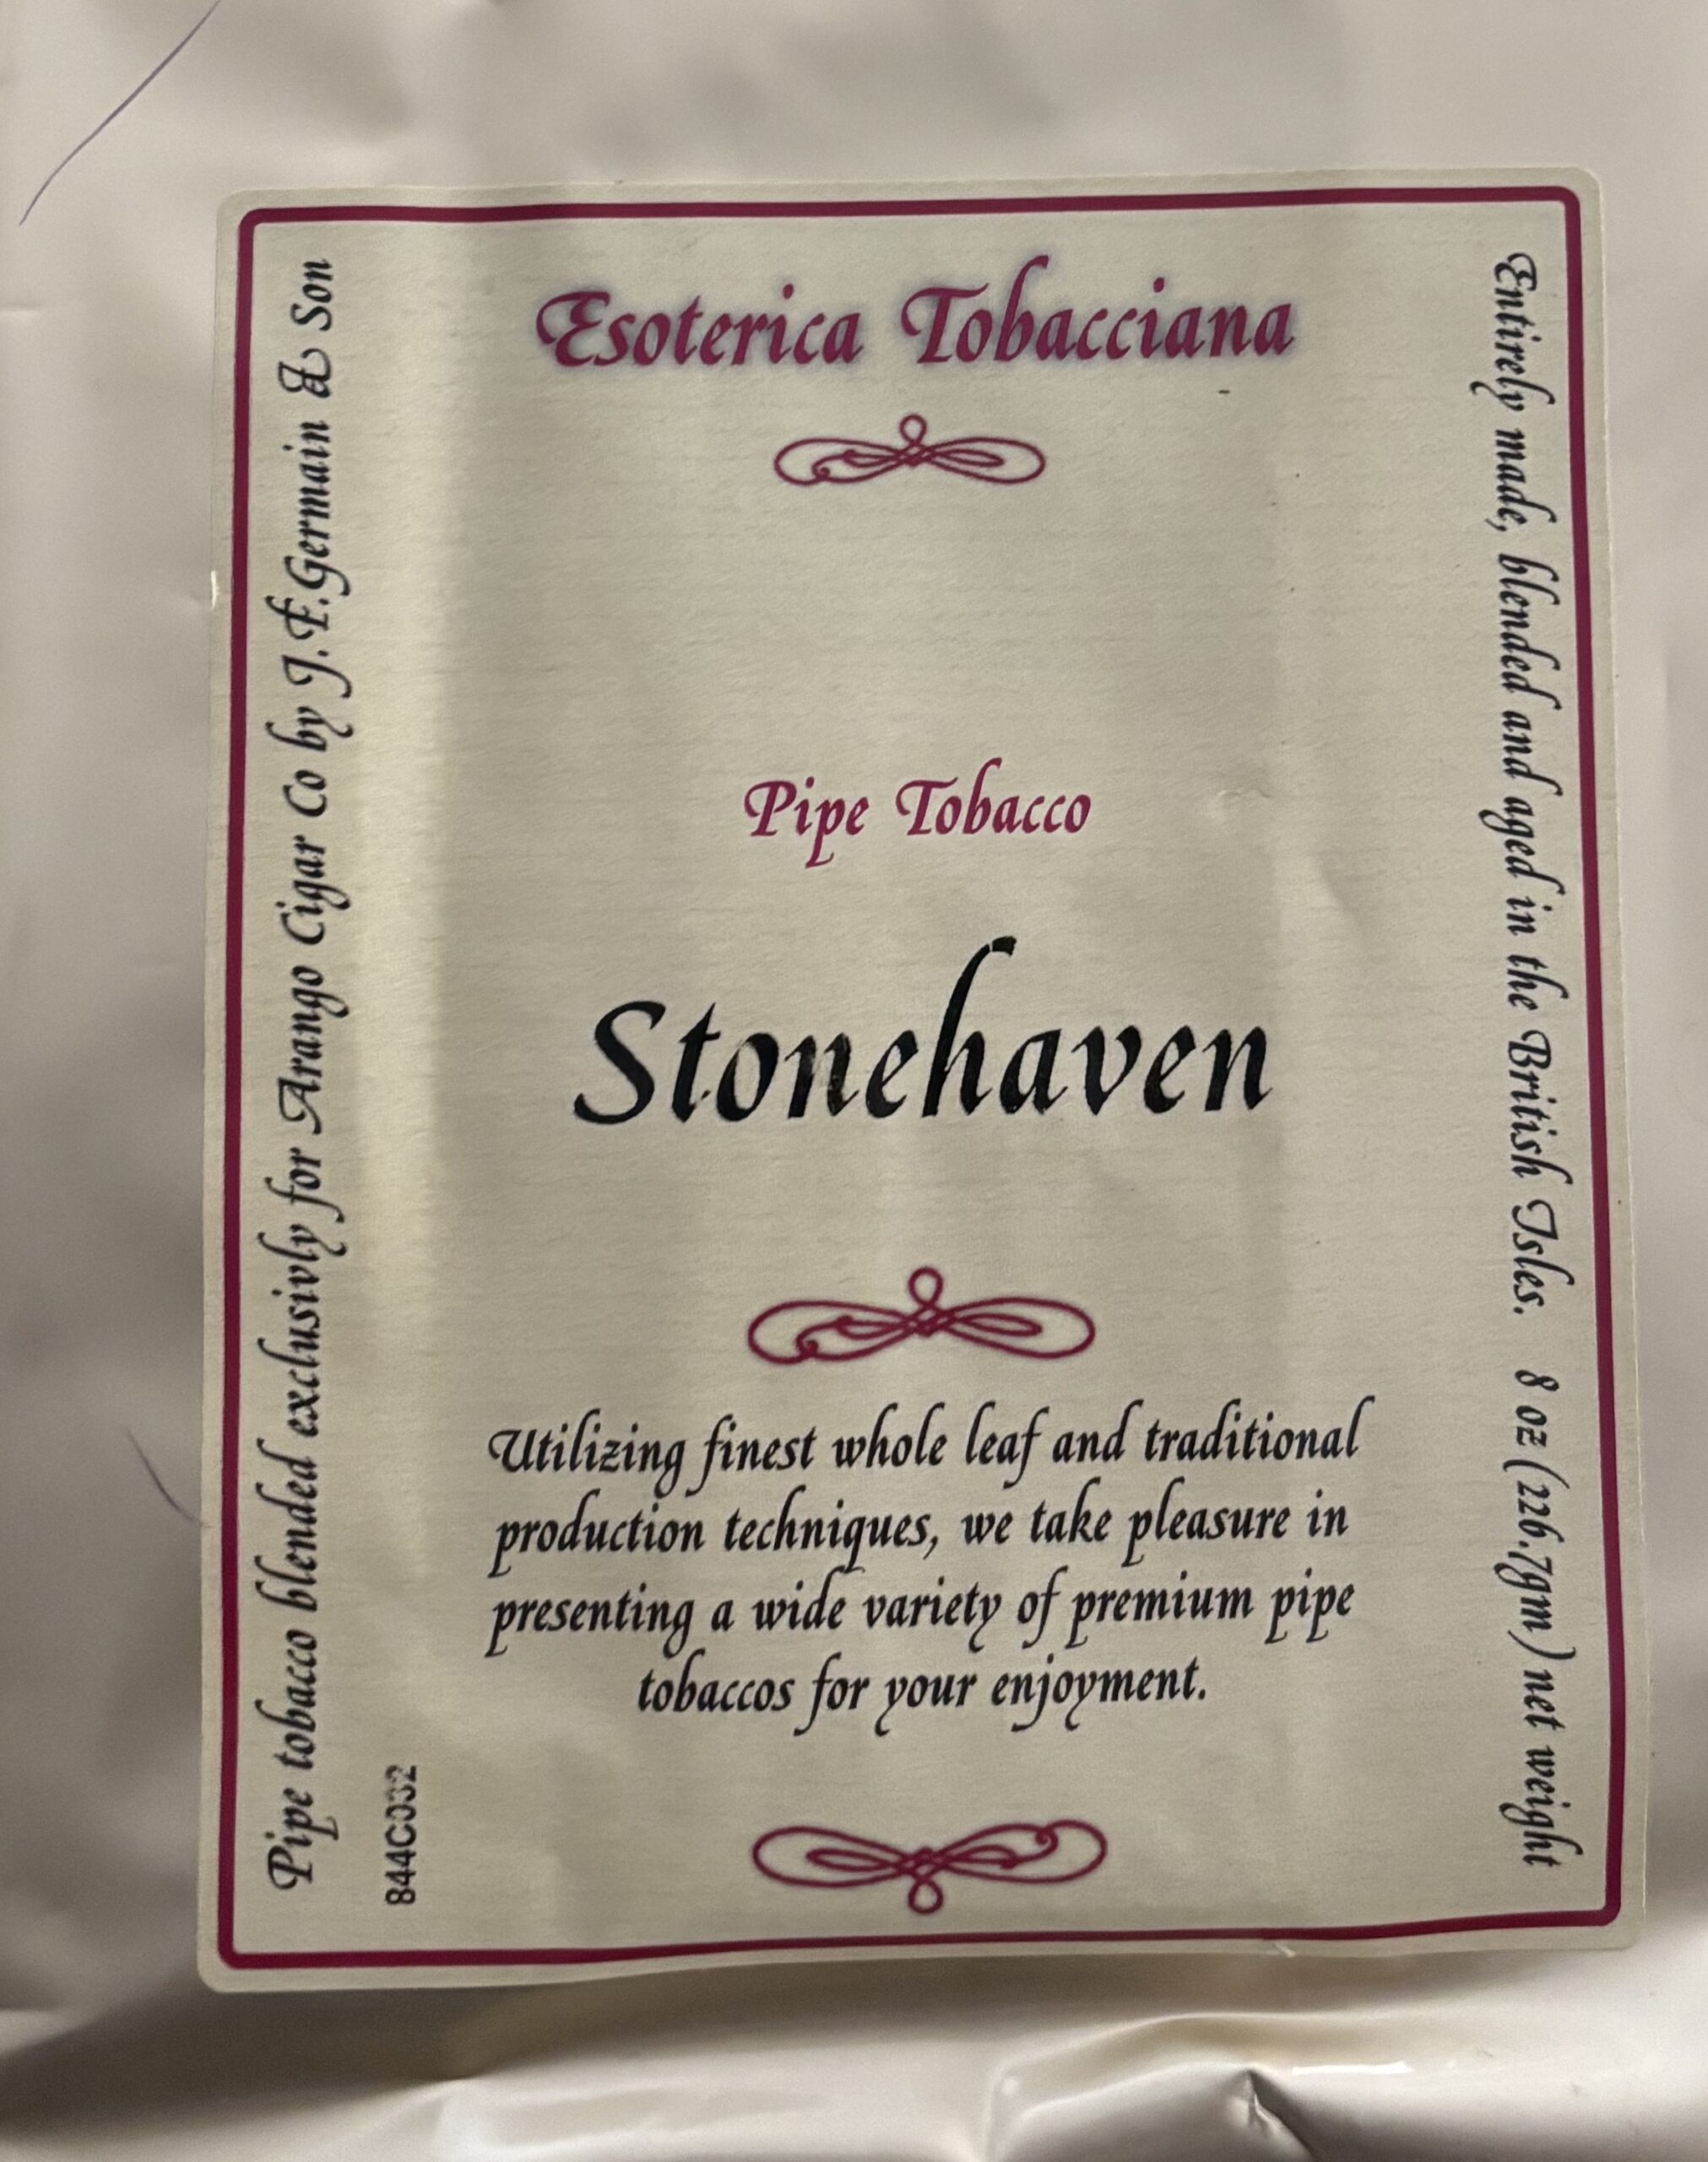 Esoterica Tobacciana
Pipe Tobacco
Stonehaven
Utilizing finest whole leaf and traditional
production techniques, we take pleasure in
presenting a wide variety of premium pipe
tobaccos for your enjoyment.
Pipe tobacco blended exclusivly for Arango Cigar Co by J.F.Germain & Son
844C032
Entirely made, blended and aged in the British Isles. 8 oz (226.7gm) net weight